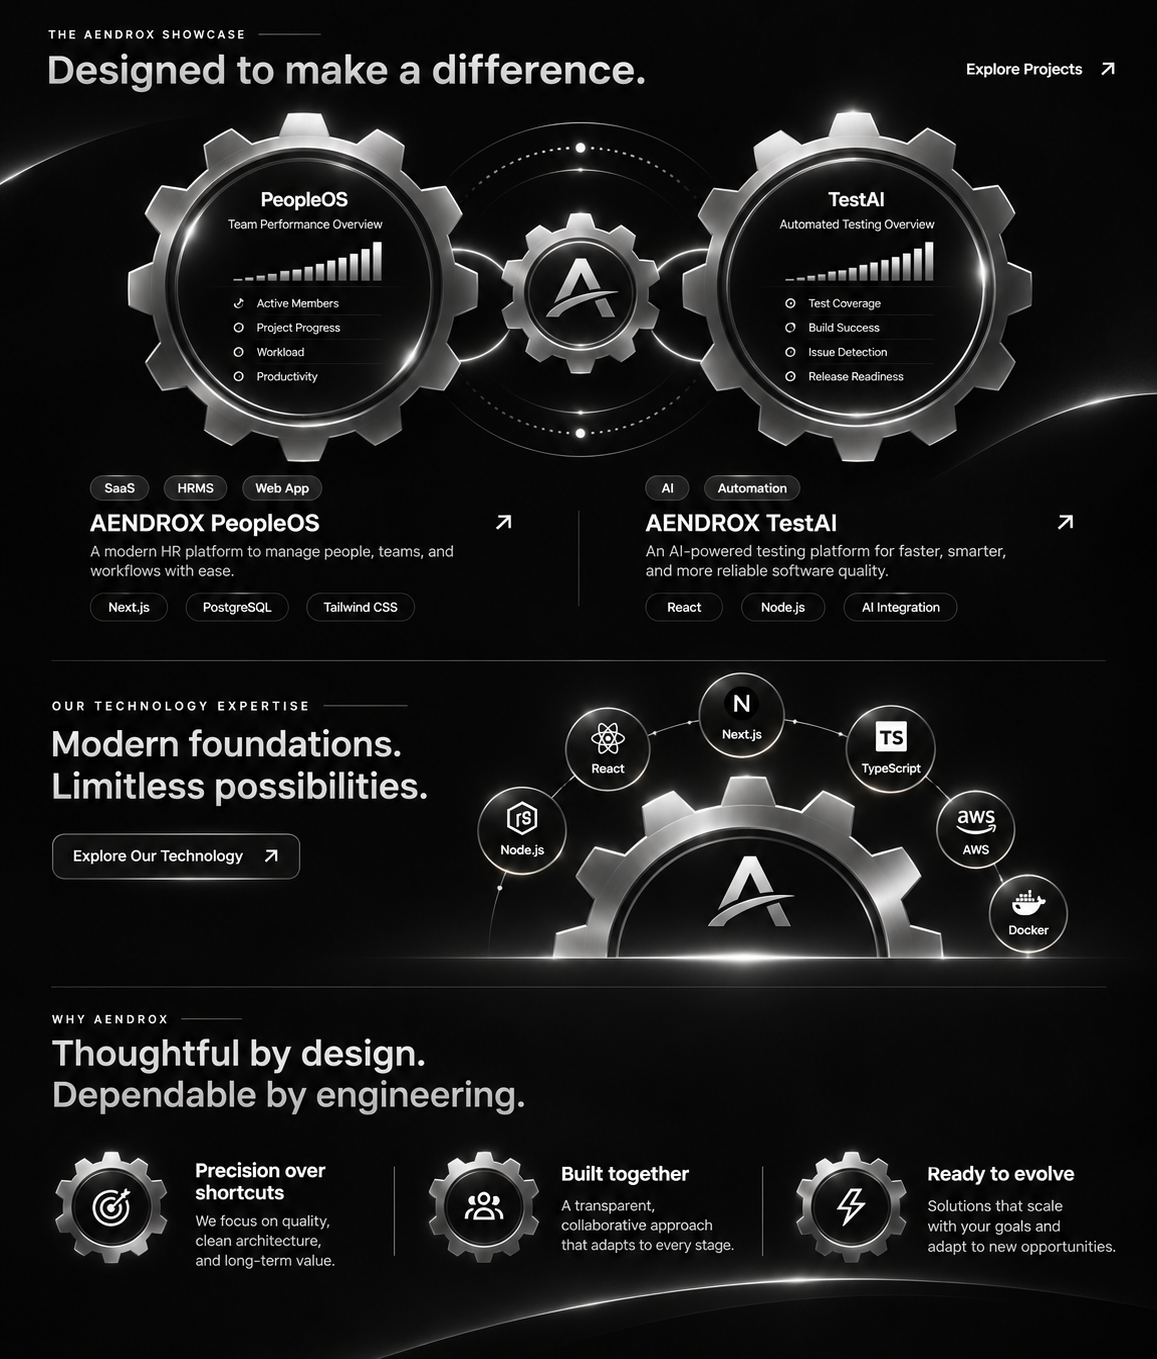 THE AENDROX SHOWCASE
Designed to make a difference.
Explore Projects
PeopleOS
Team Performance Overview
Active Members
Project Progress
Workload
Productivity
TestAI
Automated Testing Overview
Test Coverage
Build Success
Issue Detection
Release Readiness
SaaS
HRMS
Web App
AENDROX PeopleOS
A modern HR platform to manage people, teams, and
workflows with ease.
Next.js
PostgreSQL
Tailwind CSS
AI
Automation
AENDROX TestAI
An AI-powered testing platform for faster, smarter,
and more reliable software quality.
React
Node.js
AI Integration
OUR TECHNOLOGY EXPERTISE
Modern foundations.
Limitless possibilities.
Explore Our Technology
Node.js
React
N
Next.js
TS
TypeScript
aws
AWS
Docker
WHY AENDROX
Thoughtful by design.
Dependable by engineering.
Precision over
shortcuts
We focus on quality,
clean architecture,
and long-term value.
Built together
A transparent,
collaborative approach
that adapts to every stage.
Ready to evolve
Solutions that scale
with your goals and
adapt to new opportunities.